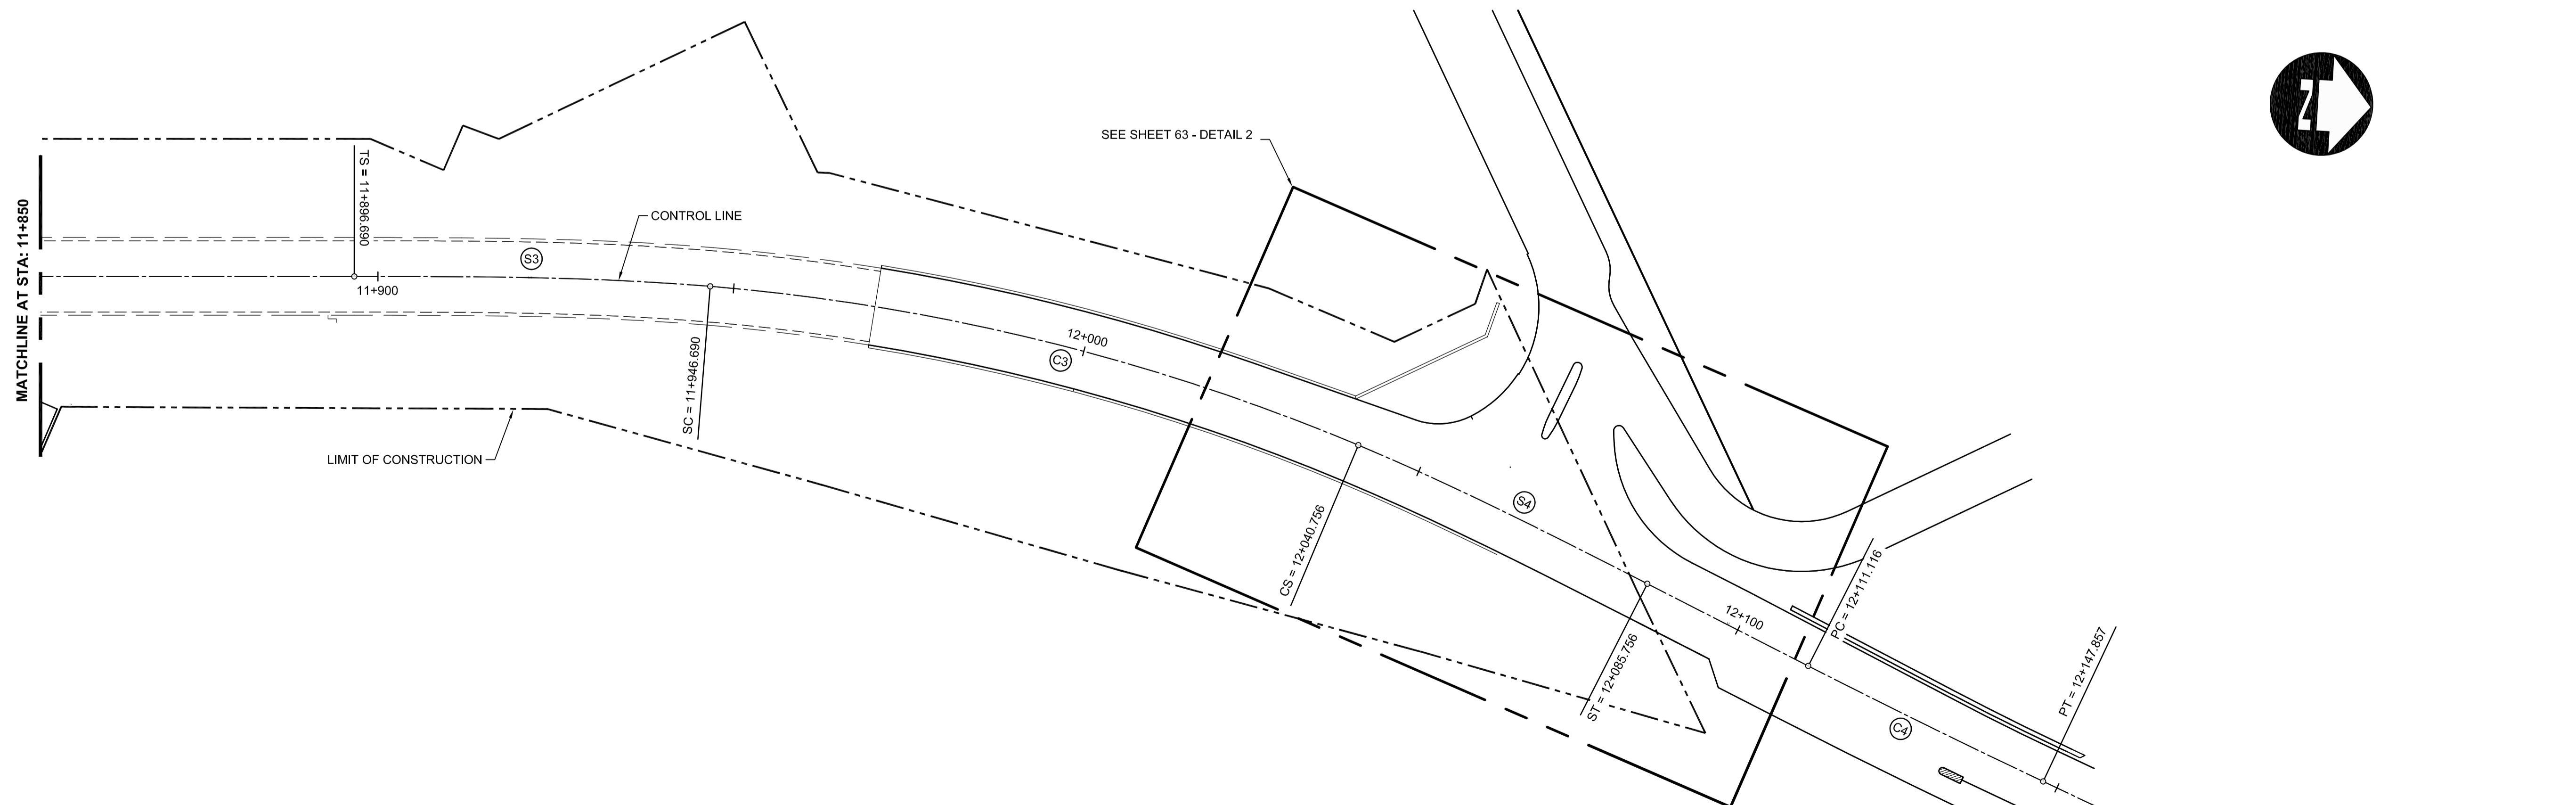 MATCHLINE AT STA: 11+850
TS = 11+896.690
11+900
S3
CONTROL LINE
SC = 11+946.690
LIMIT OF CONSTRUCTION
SEE SHEET 63 - DETAIL 2
12+000
C3
CS = 12+040.756
S4
ST = 12+085.756
12+100
PC = 12+111.116
C4
PT = 12+147.857
N